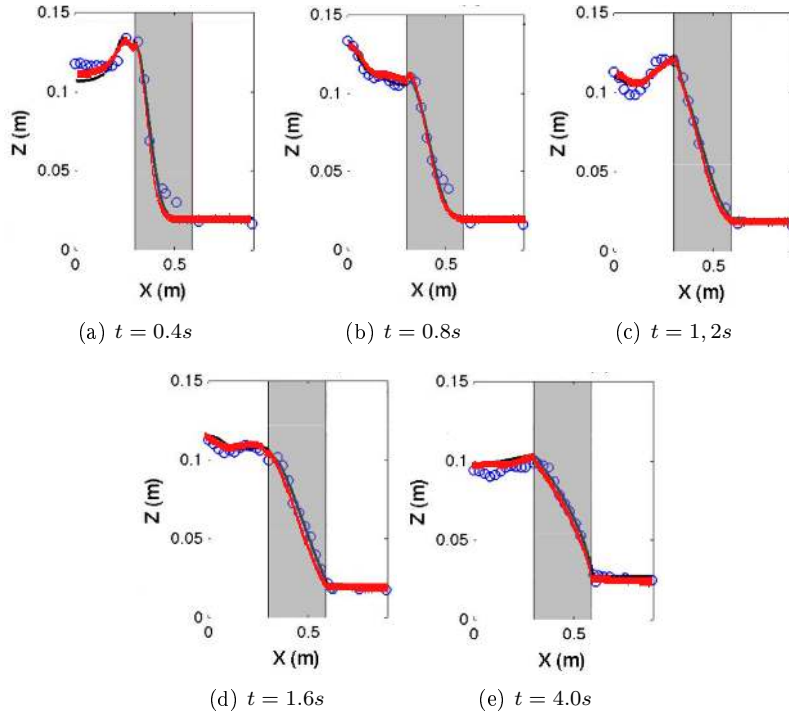 0.15
0.15
0.15
0.1
0.1
0.1
Z (m)
Z (m)
Z (m)
0.05
0.05
0.05
0
0
0
0
0.5
0
0.5
0
0.5
X (m)
X (m)
X (m)
(a) t = 0.4s
(b) t = 0.8s
(c) t = 1, 2s
0.15
0.15
0.1
0.1
Z (m)
Z (m)
0.05
0.05
0
0
0
0.5
0
0.5
X (m)
X (m)
(d) t = 1.6s
(e) t = 4.0s